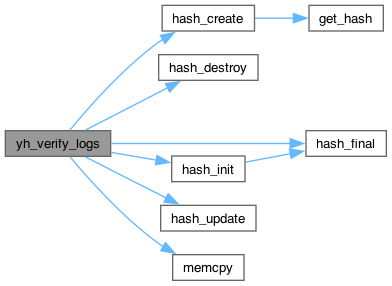 hash_create
get_hash
hash_destroy
yh_verify_logs
hash_final
hash_init
hash_update
memcpy